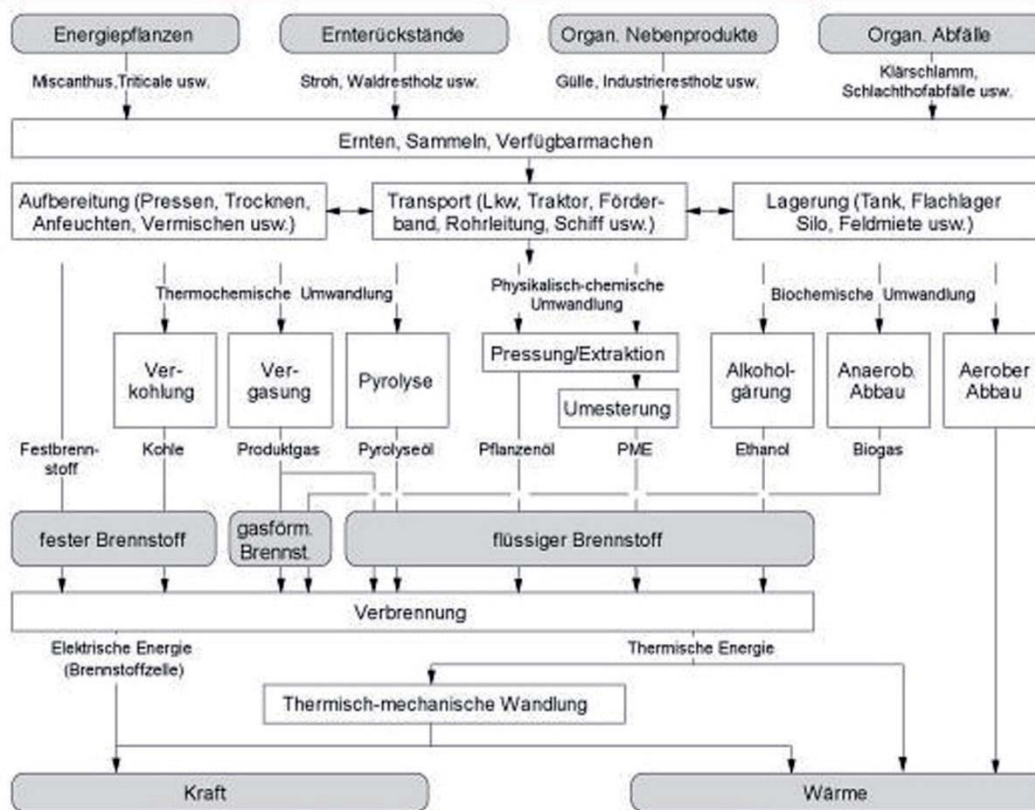 Energiepflanzen
Ernterückstände
Organ. Nebenprodukte
Organ. Abfälle
Miscanthus,Triticale usw.
Stroh, Waldrestholz usw.
Gülle, Industrierestholz usw.
Klärschlamm,
Schlachthofabfälle usw.
Ernten, Sammeln, Verfügbarmachen
Aufbereitung (Pressen, Trocknen,
Anfeuchten, Vermischen usw.)
Transport (Lkw, Traktor, Förder-
band, Rohrleitung, Schiff usw.)
Lagerung (Tank, Flachlager
Silo, Feldmiete usw.)
Thermochemische Umwandlung
Physikalisch-chemische
Umwandlung
Biochemische Umwandlung
Ver-
kohlung
Ver-
gasung
Pyrolyse
Pressung/Extraktion
Umesterung
Alkohol-
gärung
Anaerob.
Abbau
Aerober
Abbau
Festbrenn-
stoff
Kohle
Produktgas
Pyrolyseöl
Pflanzenöl
PME
Ethanol
Biogas
fester Brennstoff
gasförm.
Brennst.
flüssiger Brennstoff
Verbrennung
Elektrische Energie
(Brennstoffzelle)
Thermische Energie
Thermisch-mechanische Wandlung
Kraft
Wärme